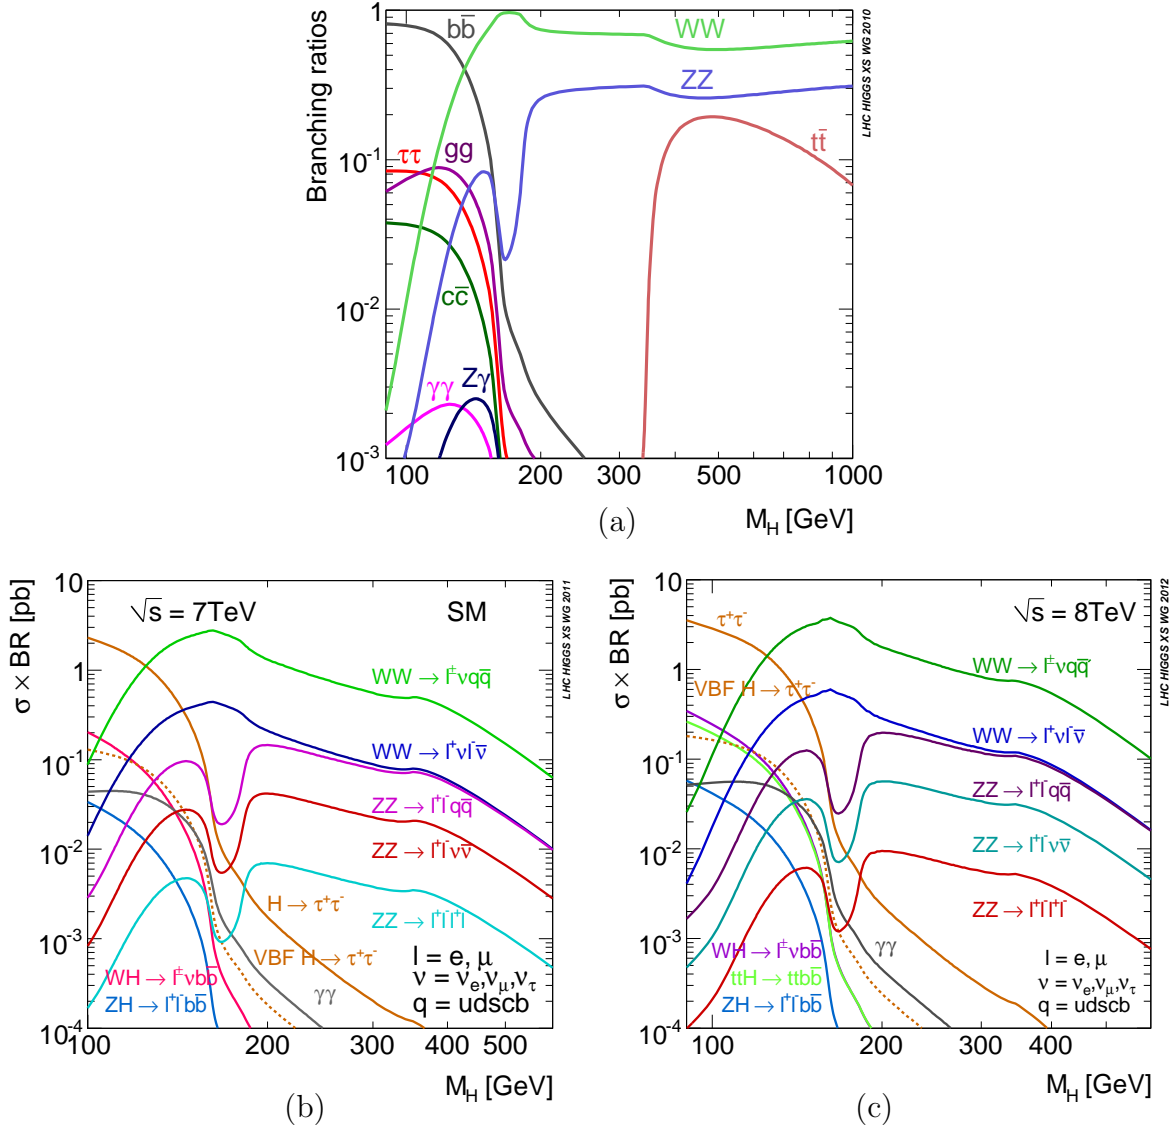 Branching ratios
1
10⁻¹
10⁻²
10⁻³
bb̅
WW
ZZ
tt̅
ττ
gg
cc̅
γγ
Zγ
LHC HIGGS XS WG 2010
100 200 300 500 1000
M_H [GeV]
(a)
σ × BR [pb]
10
1
10⁻¹
10⁻²
10⁻³
10⁻⁴
√s = 7TeV
SM
LHC HIGGS XS WG 2011
WW → l±νqq̅
WW → l⁺νl⁻ν̅
ZZ → l⁺l⁻qq̅
ZZ → l⁺l⁻νν̅
H → τ⁺τ⁻
ZZ → l⁺l⁻l⁺l⁻
VBF H → τ⁺τ⁻
WH → l±νbb̅
ZH → l⁺l⁻bb̅
γγ
l = e, μ
ν = ν_e,ν_μ,ν_τ
q = udscb
100 200 300 400 500
M_H [GeV]
(b)
σ × BR [pb]
10
1
10⁻¹
10⁻²
10⁻³
10⁻⁴
τ⁺τ⁻
√s = 8TeV
LHC HIGGS XS WG 2012
VBF H → τ⁺τ⁻
WW → l±νqq̅
WW → l⁺νl⁻ν̅
ZZ → l⁺l⁻qq̅
ZZ → l⁺l⁻νν̅
ZZ → l⁺l⁻l⁺l⁻
WH → l±νbb̅
ttH → ttbb̅
ZH → l⁺l⁻bb̅
γγ
l = e, μ
ν = ν_e,ν_μ,ν_τ
q = udscb
100 200 300 400
M_H [GeV]
(c)